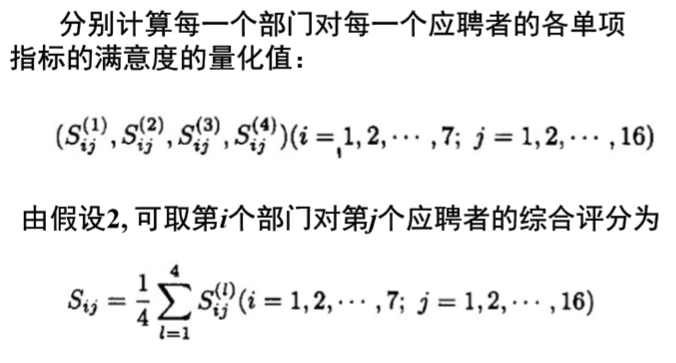 分别计算每一个部门对每一个应聘者的各单项
指标的满意度的量化值：
(S_{ij}^{(1)}, S_{ij}^{(2)}, S_{ij}^{(3)}, S_{ij}^{(4)})(i = 1, 2, ⋯, 7; j = 1, 2, ⋯, 16)
由假设2, 可取第i个部门对第j个应聘者的综合评分为
S_{ij} = \frac{1}{4} \sum_{l=1}^{4} S_{ij}^{(l)} (i = 1, 2, ⋯, 7; j = 1, 2, ⋯, 16)